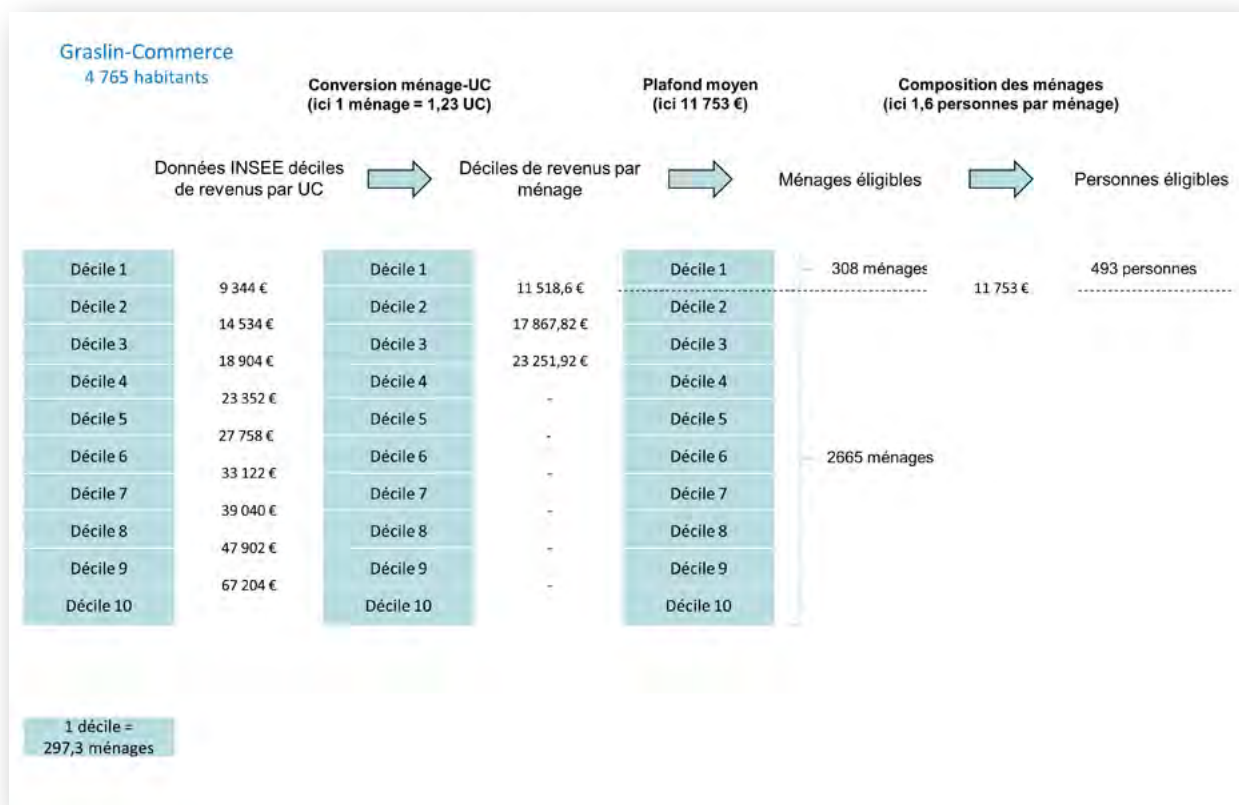 Graslin-Commerce
4 765 habitants
Conversion ménage-UC
(ici 1 ménage = 1,23 UC)
Plafond moyen
(ici 11 753 €)
Composition des ménages
(ici 1,6 personnes par ménage)
Données INSEE déciles
de revenus par UC
Déciles de revenus par
ménage
Ménages éligibles
Personnes éligibles
Décile 1
Décile 2
Décile 3
Décile 4
Décile 5
Décile 6
Décile 7
Décile 8
Décile 9
Décile 10
9 344 €
14 534 €
18 904 €
23 352 €
27 758 €
33 122 €
39 040 €
47 902 €
67 204 €
Décile 1
Décile 2
Décile 3
Décile 4
Décile 5
Décile 6
Décile 7
Décile 8
Décile 9
Décile 10
11 518,6 €
17 867,82 €
23 251,92 €
-
-
-
-
-
-
Décile 1
Décile 2
Décile 3
Décile 4
Décile 5
Décile 6
Décile 7
Décile 8
Décile 9
Décile 10
308 ménages
2665 ménages
11 753 €
493 personnes
1 décile =
297,3 ménages